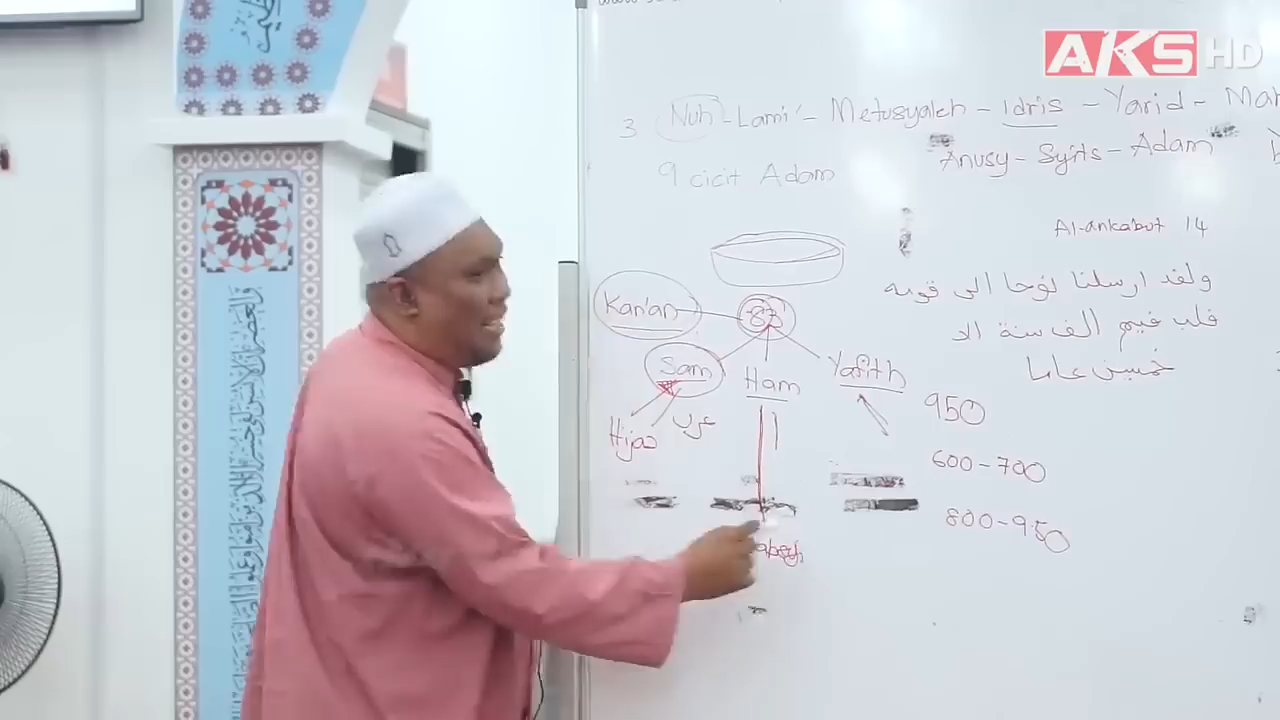 AKS HD
3 Nuh - Lami' - Metusyaleh - Idris - Yarid - Mah
Anusy - Syits - Adam
9 cicit Adam
Al-ankabut 14
ولقد ارسلنا نوحا الى قومه
فلبث فيهم الف سنة الا
خمسين عاما
Kan'an
83
Sam
Ham
Yafith
Hijaz
عرب
950
600-700
800-950